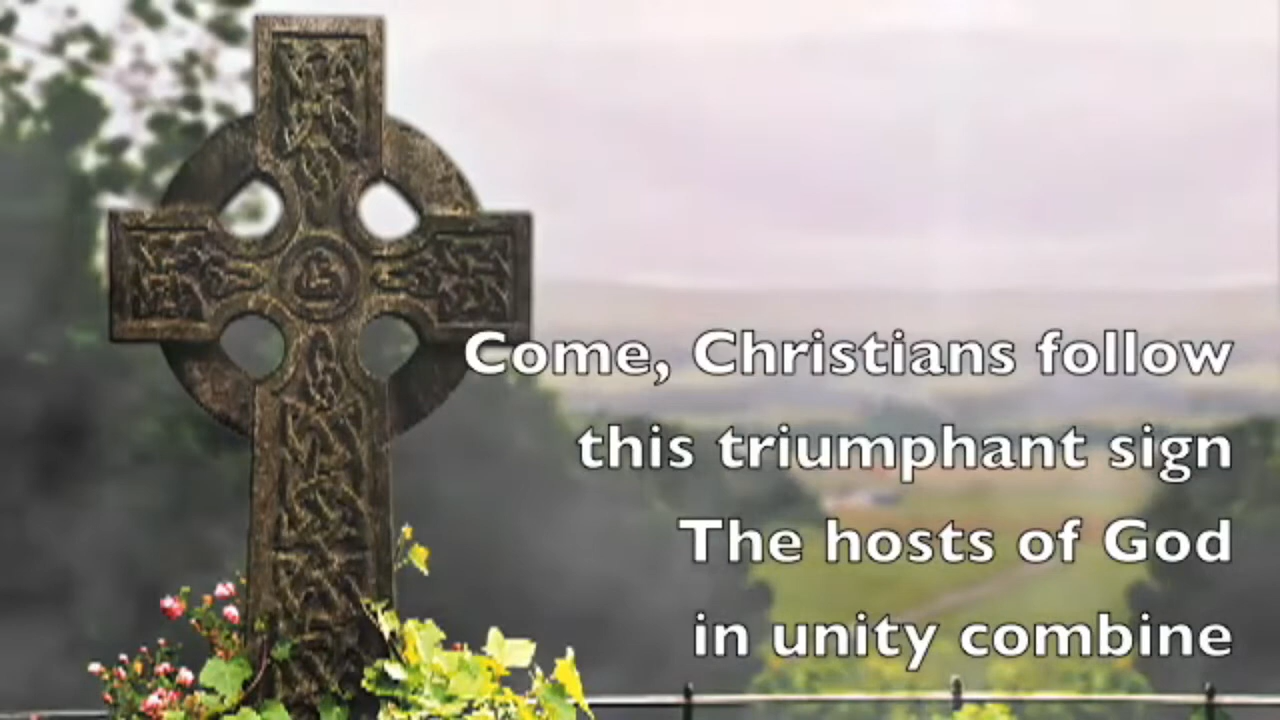 Come, Christians follow
this triumphant sign
The hosts of God
in unity combine